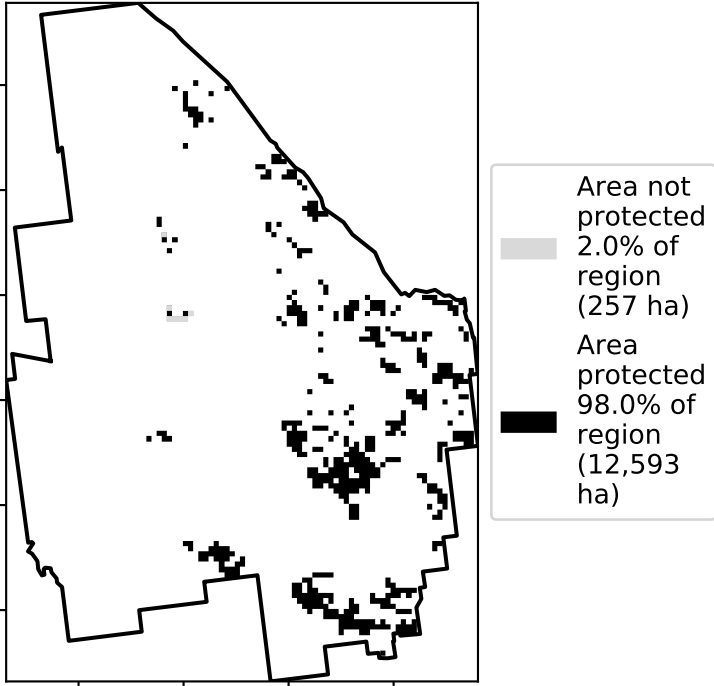 Area not
protected
2.0% of
region
(257 ha)
Area
protected
98.0% of
region
(12,593
ha)